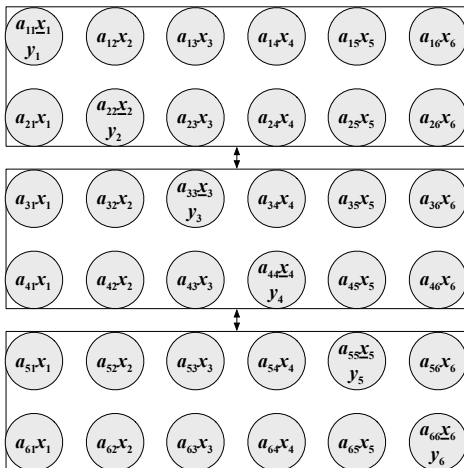 a₁₁x₁ a₁₂x₂ a₁₃x₃ a₁₄x₄ a₁₅x₅ a₁₆x₆
y₁
a₂₁x₁ a₂₂x₂ a₂₃x₃ a₂₄x₄ a₂₅x₅ a₂₆x₆
y₂
a₃₁x₁ a₃₂x₂ a₃₃x₃ a₃₄x₄ a₃₅x₅ a₃₆x₆
y₃
a₄₁x₁ a₄₂x₂ a₄₃x₃ a₄₄x₄ a₄₅x₅ a₄₆x₆
y₄
a₅₁x₁ a₅₂x₂ a₅₃x₃ a₅₄x₄ a₅₅x₅ a₅₆x₆
y₅
a₆₁x₁ a₆₂x₂ a₆₃x₃ a₆₄x₄ a₆₅x₅ a₆₆x₆
y₆